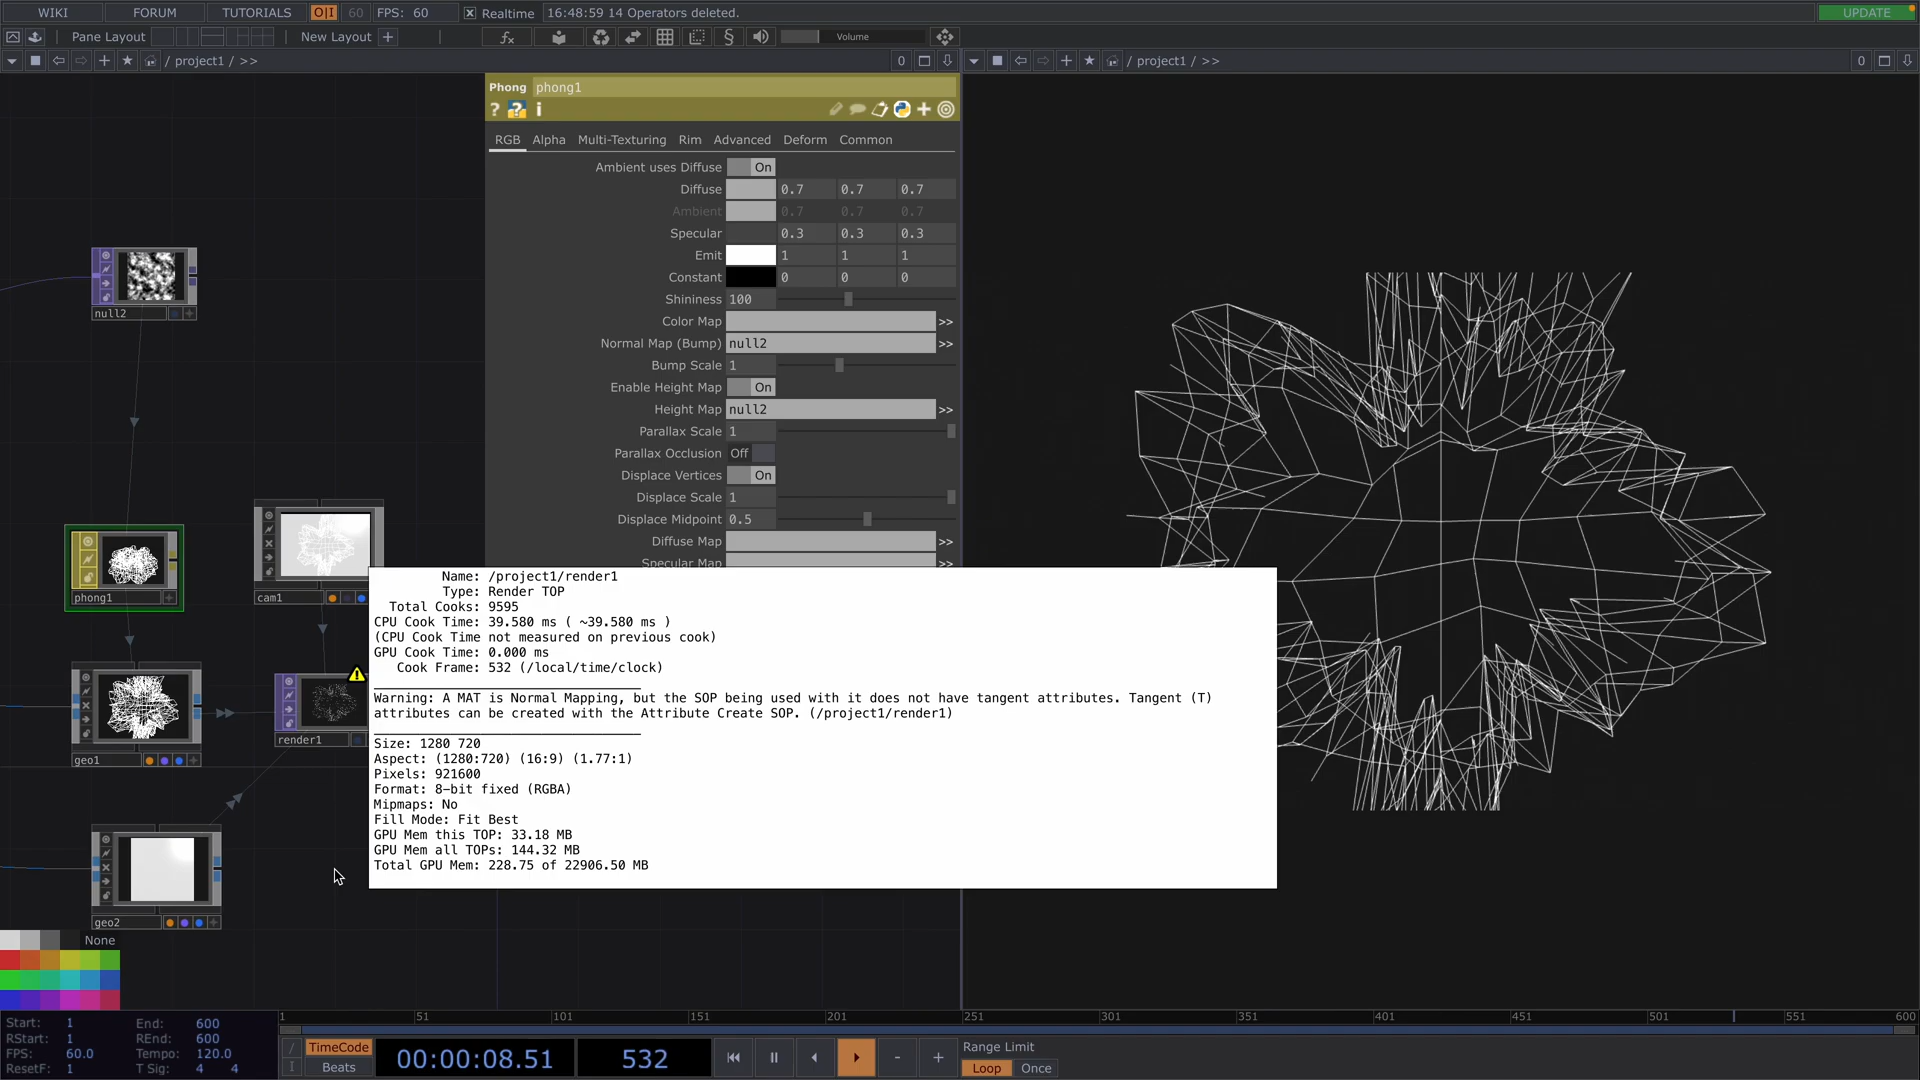 WIKI FORUM TUTORIALS O|I 60 FPS: 60 Realtime 16:48:59 14 Operators deleted. UPDATE
Pane Layout New Layout + Volume
/ project1 / >> 0 / project1 / >> 0
Phong phong1
? ? i
RGB Alpha Multi-Texturing Rim Advanced Deform Common
Ambient uses Diffuse On
Diffuse 0.7 0.7 0.7
Ambient 0.7 0.7 0.7
Specular 0.3 0.3 0.3
Emit 1 1 1
Constant 0 0 0
Shininess 100
Color Map >>
Normal Map (Bump) null2 >>
Bump Scale 1
Enable Height Map On
Height Map null2 >>
Parallax Scale 1
Parallax Occlusion Off
Displace Vertices On
Displace Scale 1
Displace Midpoint 0.5
Diffuse Map >>
Specular Map >>
null2
phong1
cam1
geo1
render1
geo2
Name: /project1/render1
Type: Render TOP
Total Cooks: 9595
CPU Cook Time: 39.580 ms ( ~39.580 ms )
(CPU Cook Time not measured on previous cook)
GPU Cook Time: 0.000 ms
Cook Frame: 532 (/local/time/clock)
Warning: A MAT is Normal Mapping, but the SOP being used with it does not have tangent attributes. Tangent (T)
attributes can be created with the Attribute Create SOP. (/project1/render1)
Size: 1280 720
Aspect: (1280:720) (16:9) (1.77:1)
Pixels: 921600
Format: 8-bit fixed (RGBA)
Mipmaps: No
Fill Mode: Fit Best
GPU Mem this TOP: 33.18 MB
GPU Mem all TOPs: 144.32 MB
Total GPU Mem: 228.75 of 22906.50 MB
None
1 51 101 151 201 251 301 351 401 451 501 551 600
Start: 1 End: 600
RStart: 1 REnd: 600
FPS: 60.0 Tempo: 120.0
ResetF: 1 T Sig: 4 4
TimeCode
Beats
00:00:08.51 532
Range Limit
Loop Once